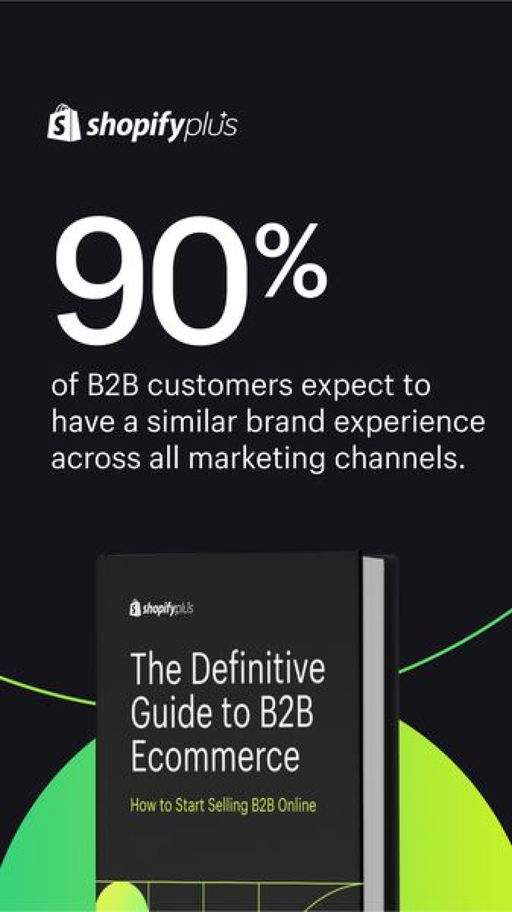 shopifyplus
90%
of B2B customers expect to
have a similar brand experience
across all marketing channels.
shopifyplus
The Definitive
Guide to B2B
Ecommerce
How to Start Selling B2B Online